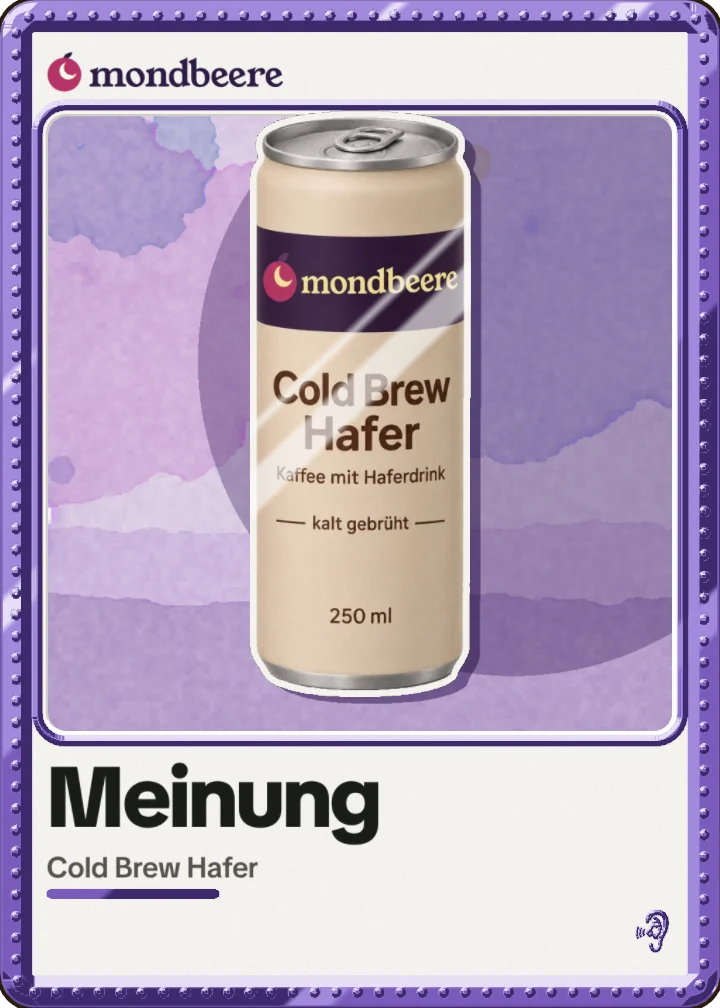 mondbeere
mondbeere
Cold Brew
Hafer
Kaffee mit Haferdrink
kalt gebrüht
250 ml
Meinung
Cold Brew Hafer